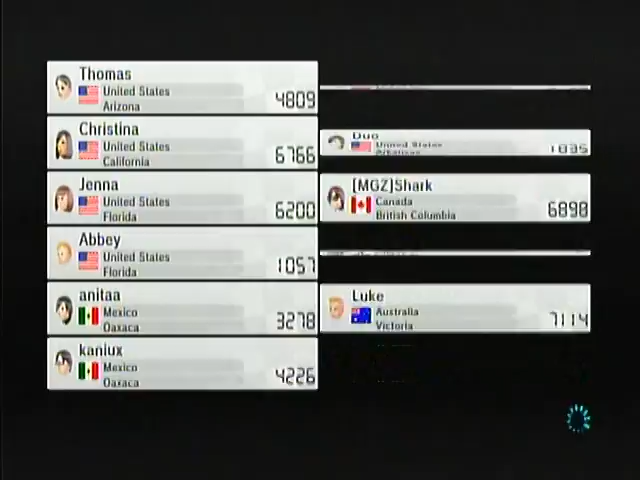 Thomas
United States
Arizona
4809
Christina
United States
California
6766
Jenna
United States
Florida
6200
Abbey
United States
Florida
1057
anitaa
Mexico
Oaxaca
3278
kaniux
Mexico
Oaxaca
4226
Duo
United States
Arkansas
1835
[MGZ]Shark
Canada
British Columbia
6898
Luke
Australia
Victoria
7114